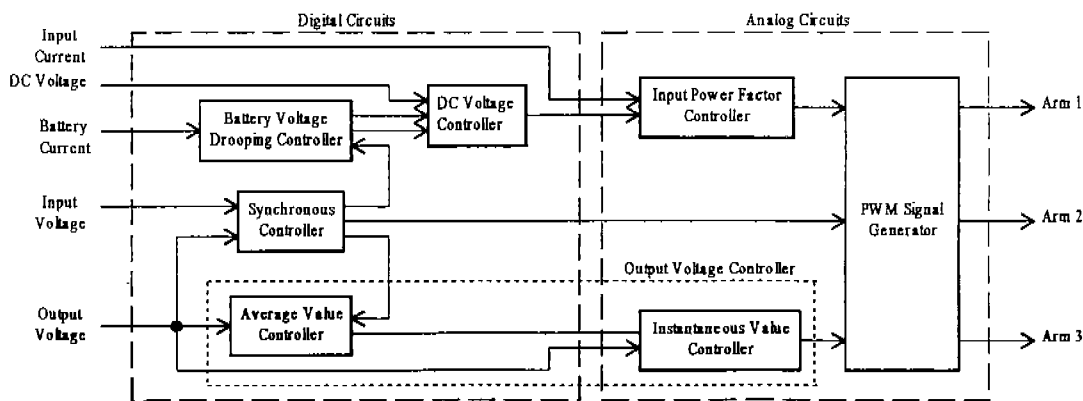 Digital Circuits
Analog Circuits
Input
Current
DC Voltage
Battery
Current
Input
Voltage
Output
Voltage
Battery Voltage
Drooping Controller
DC Voltage
Controller
Synchronous
Controller
Output Voltage Controller
Average Value
Controller
Input Power Factor
Controller
Instantaneous Value
Controller
PWM Signal
Generator
Arm 1
Arm 2
Arm 3